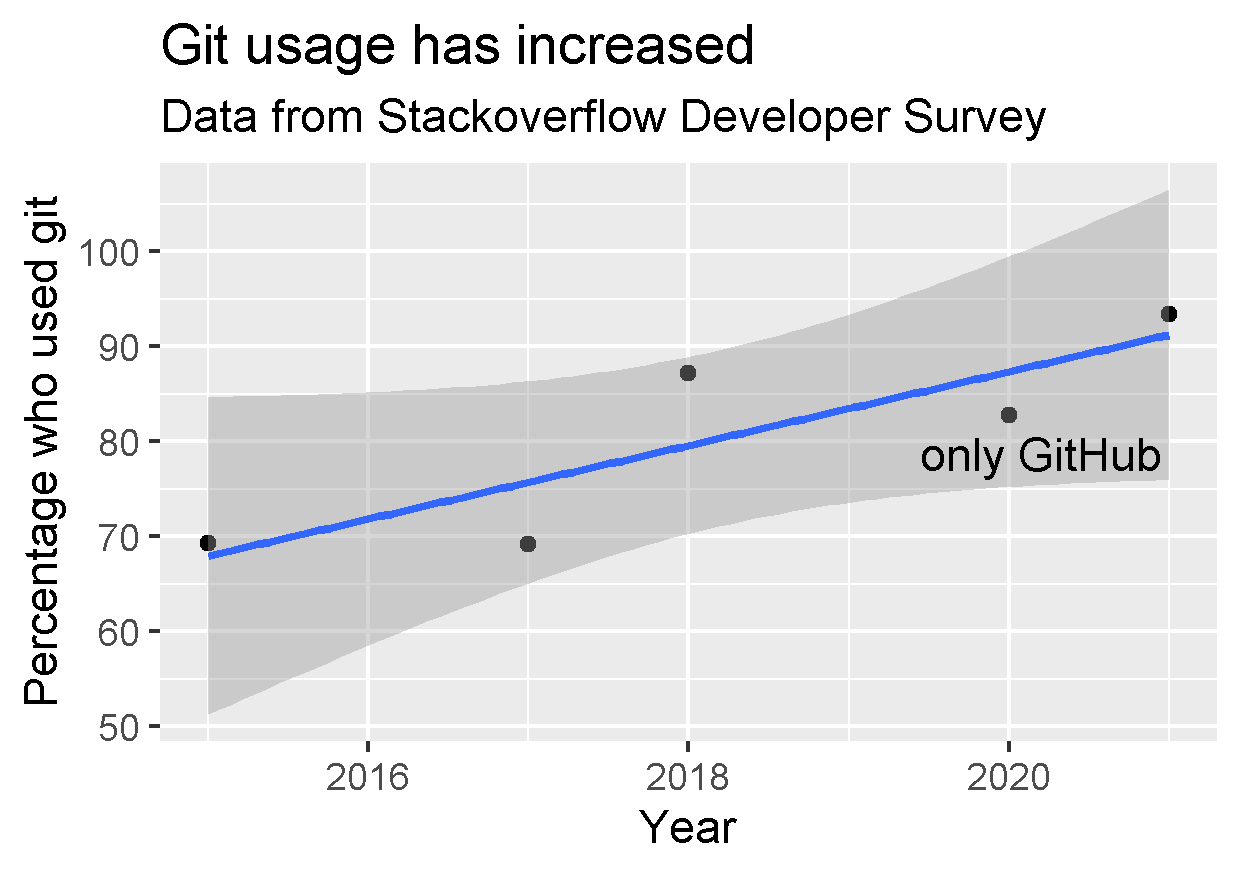 Git usage has increased
Data from Stackoverflow Developer Survey
Percentage who used git
100
90
80
70
60
50
only GitHub
2016
2018
2020
Year